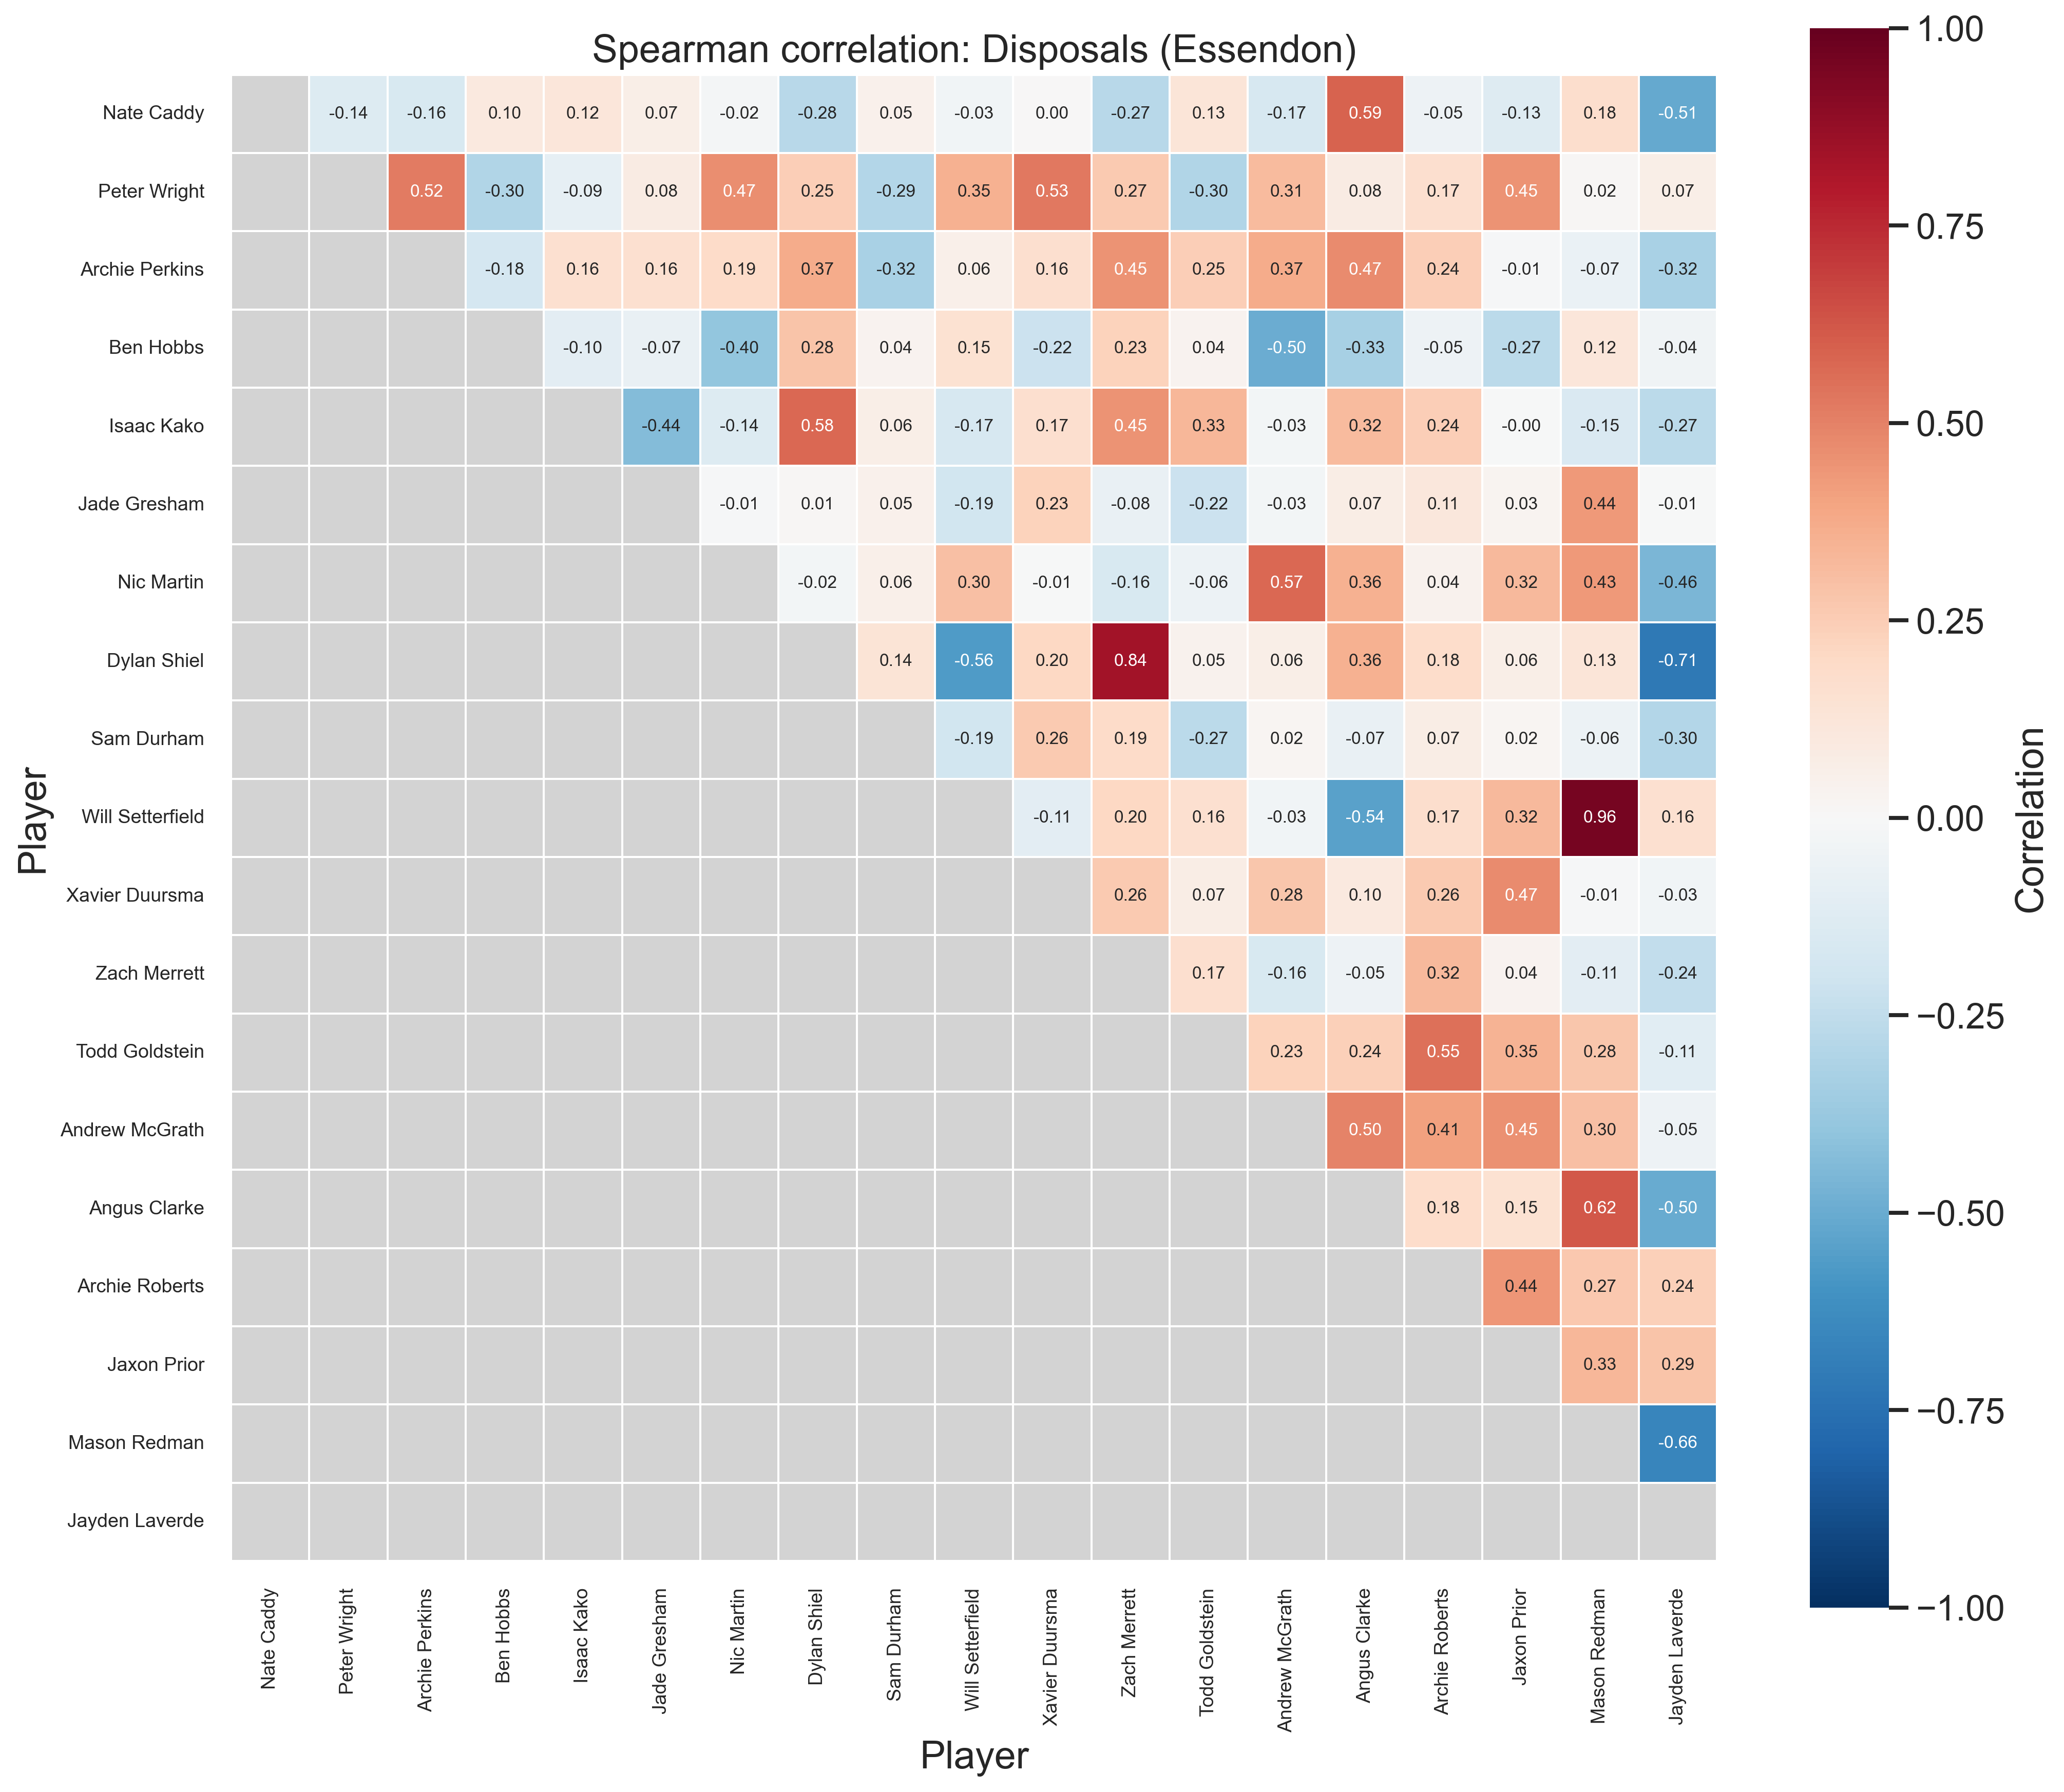 Spearman correlation: Disposals (Essendon)
Nate Caddy -0.14 -0.16 0.10 0.12 0.07 -0.02 -0.28 0.05 -0.03 0.00 -0.27 0.13 -0.17 0.59 -0.05 -0.13 0.18 -0.51
Peter Wright 0.52 -0.30 -0.09 0.08 0.47 0.25 -0.29 0.35 0.53 0.27 -0.30 0.31 0.08 0.17 0.45 0.02 0.07
Archie Perkins -0.18 0.16 0.16 0.19 0.37 -0.32 0.06 0.16 0.45 0.25 0.37 0.47 0.24 -0.01 -0.07 -0.32
Ben Hobbs -0.10 -0.07 -0.40 0.28 0.04 0.15 -0.22 0.23 0.04 -0.50 -0.33 -0.05 -0.27 0.12 -0.04
Isaac Kako -0.44 -0.14 0.58 0.06 -0.17 0.17 0.45 0.33 -0.03 0.32 0.24 -0.00 -0.15 -0.27
Jade Gresham -0.01 0.01 0.05 -0.19 0.23 -0.08 -0.22 -0.03 0.07 0.11 0.03 0.44 -0.01
Nic Martin -0.02 0.06 0.30 -0.01 -0.16 -0.06 0.57 0.36 0.04 0.32 0.43 -0.46
Dylan Shiel 0.14 -0.56 0.20 0.84 0.05 0.06 0.36 0.18 0.06 0.13 -0.71
Sam Durham -0.19 0.26 0.19 -0.27 0.02 -0.07 0.07 0.02 -0.06 -0.30
Will Setterfield -0.11 0.20 0.16 -0.03 -0.54 0.17 0.32 0.96 0.16
Xavier Duursma 0.26 0.07 0.28 0.10 0.26 0.47 -0.01 -0.03
Zach Merrett 0.17 -0.16 -0.05 0.32 0.04 -0.11 -0.24
Todd Goldstein 0.23 0.24 0.55 0.35 0.28 -0.11
Andrew McGrath 0.50 0.41 0.45 0.30 -0.05
Angus Clarke 0.18 0.15 0.62 -0.50
Archie Roberts 0.44 0.27 0.24
Jaxon Prior 0.33 0.29
Mason Redman -0.66
Jayden Laverde
Player
Nate Caddy
Peter Wright
Archie Perkins
Ben Hobbs
Isaac Kako
Jade Gresham
Nic Martin
Dylan Shiel
Sam Durham
Will Setterfield
Xavier Duursma
Zach Merrett
Todd Goldstein
Andrew McGrath
Angus Clarke
Archie Roberts
Jaxon Prior
Mason Redman
Jayden Laverde
Player
1.00
0.75
0.50
0.25
0.00
−0.25
−0.50
−0.75
−1.00
Correlation